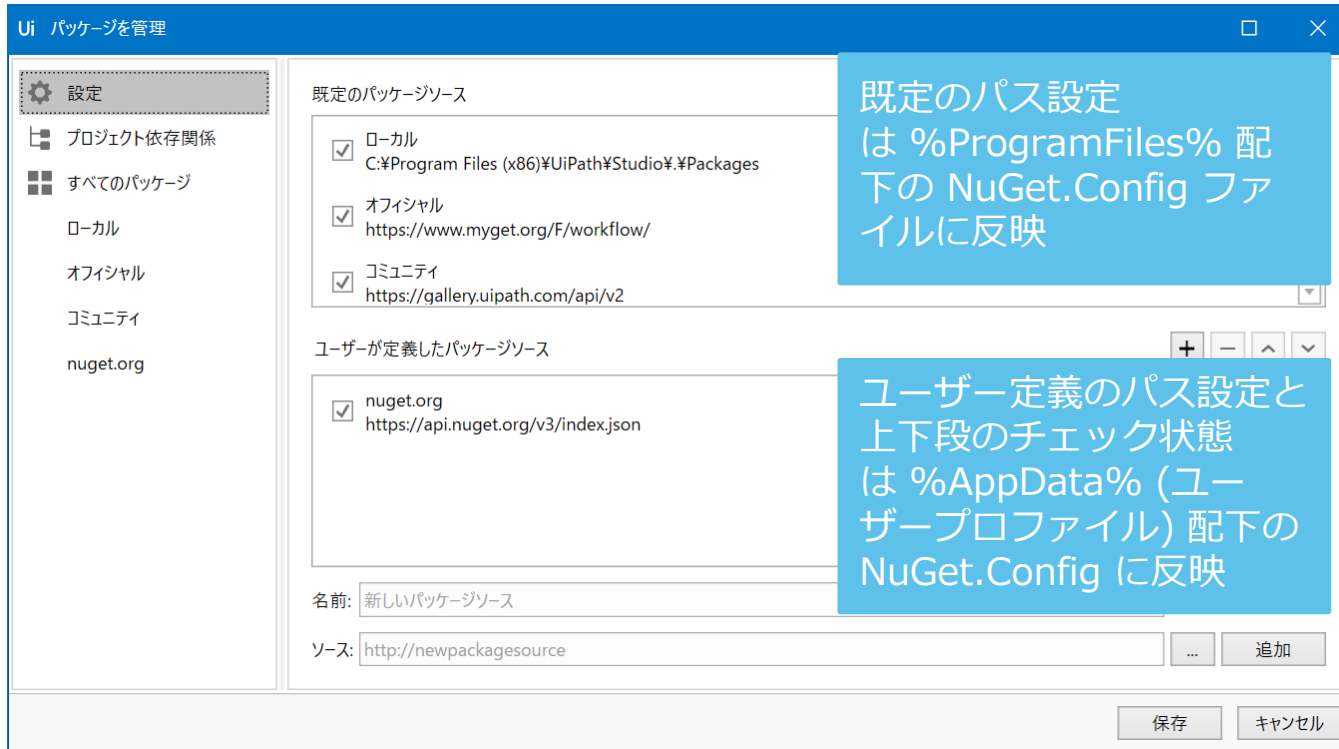 Ui パッケージを管理
設定
プロジェクト依存関係
すべてのパッケージ
ローカル
オフィシャル
コミュニティ
nuget.org
既定のパッケージソース
ローカル
C:¥Program Files (x86)¥UiPath¥Studio¥.¥Packages
オフィシャル
https://www.myget.org/F/workflow/
コミュニティ
https://gallery.uipath.com/api/v2
既定のパス設定
は %ProgramFiles% 配
下の NuGet.Config ファ
イルに反映
ユーザーが定義したパッケージソース
nuget.org
https://api.nuget.org/v3/index.json
ユーザー定義のパス設定と
上下段のチェック状態
は %AppData% (ユー
ザープロファイル) 配下の
NuGet.Config に反映
名前: 新しいパッケージソース
ソース: http://newpackagesource
... 追加
保存 キャンセル